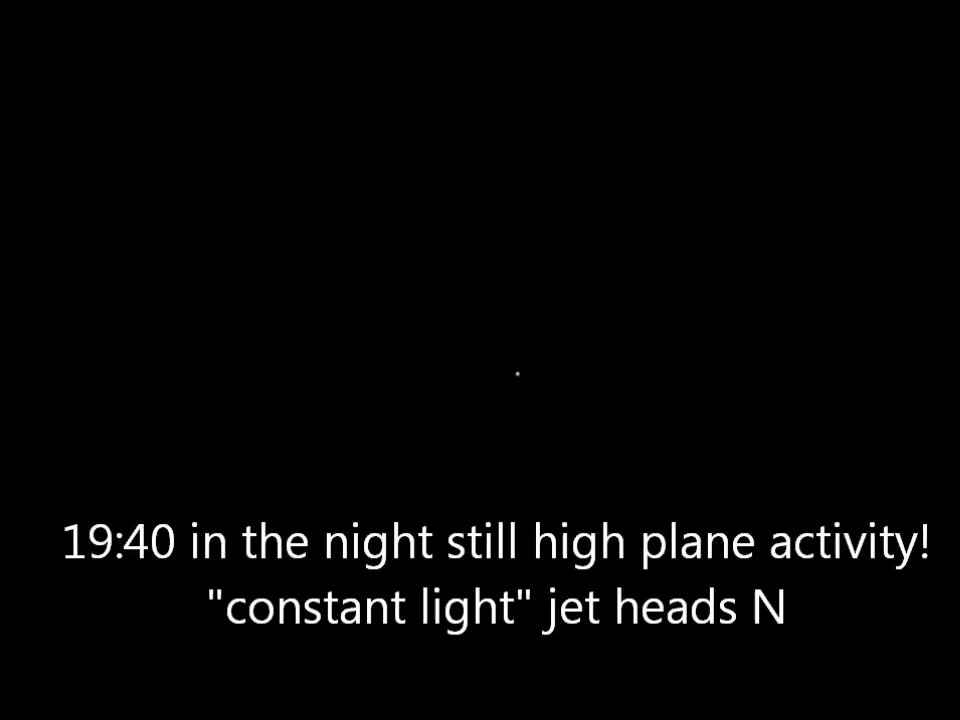 19:40 in the night still high plane activity!
"constant light" jet heads N